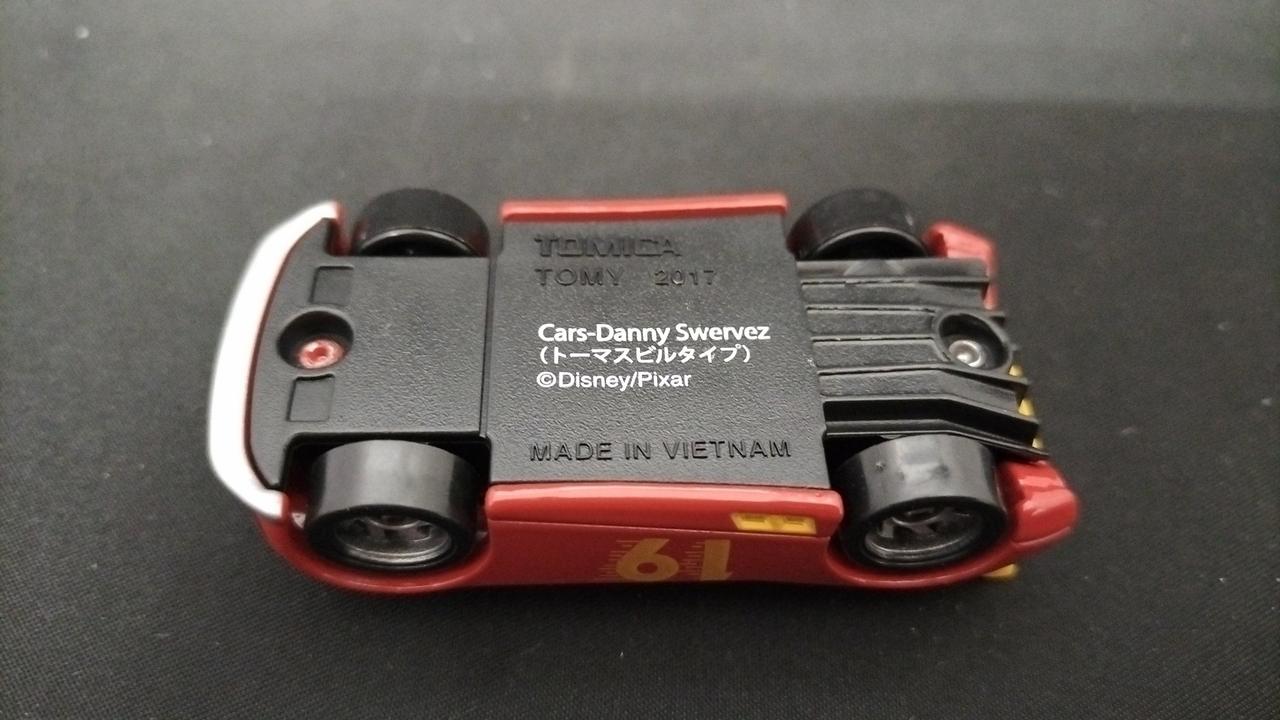 TOMICA
TOMY 2017
Cars-Danny Swervez
(トーマスビルタイプ)
©Disney/Pixar
MADE IN VIETNAM
19